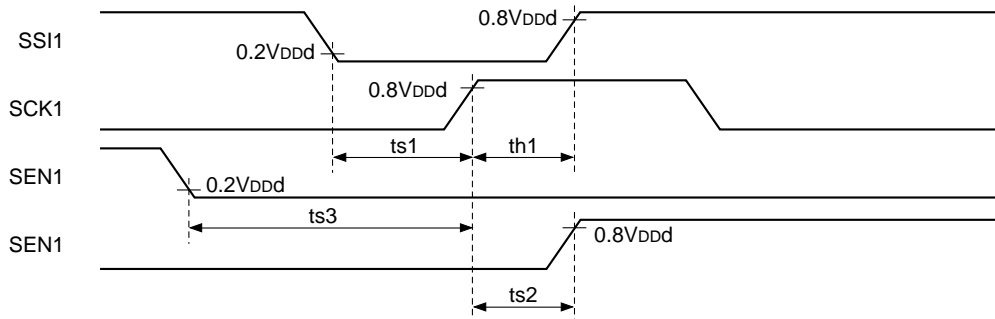 SSI1
0.8VDDd
0.2VDDd
SCK1
0.8VDDd
ts1
th1
SEN1
0.2VDDd
ts3
SEN1
0.8VDDd
ts2